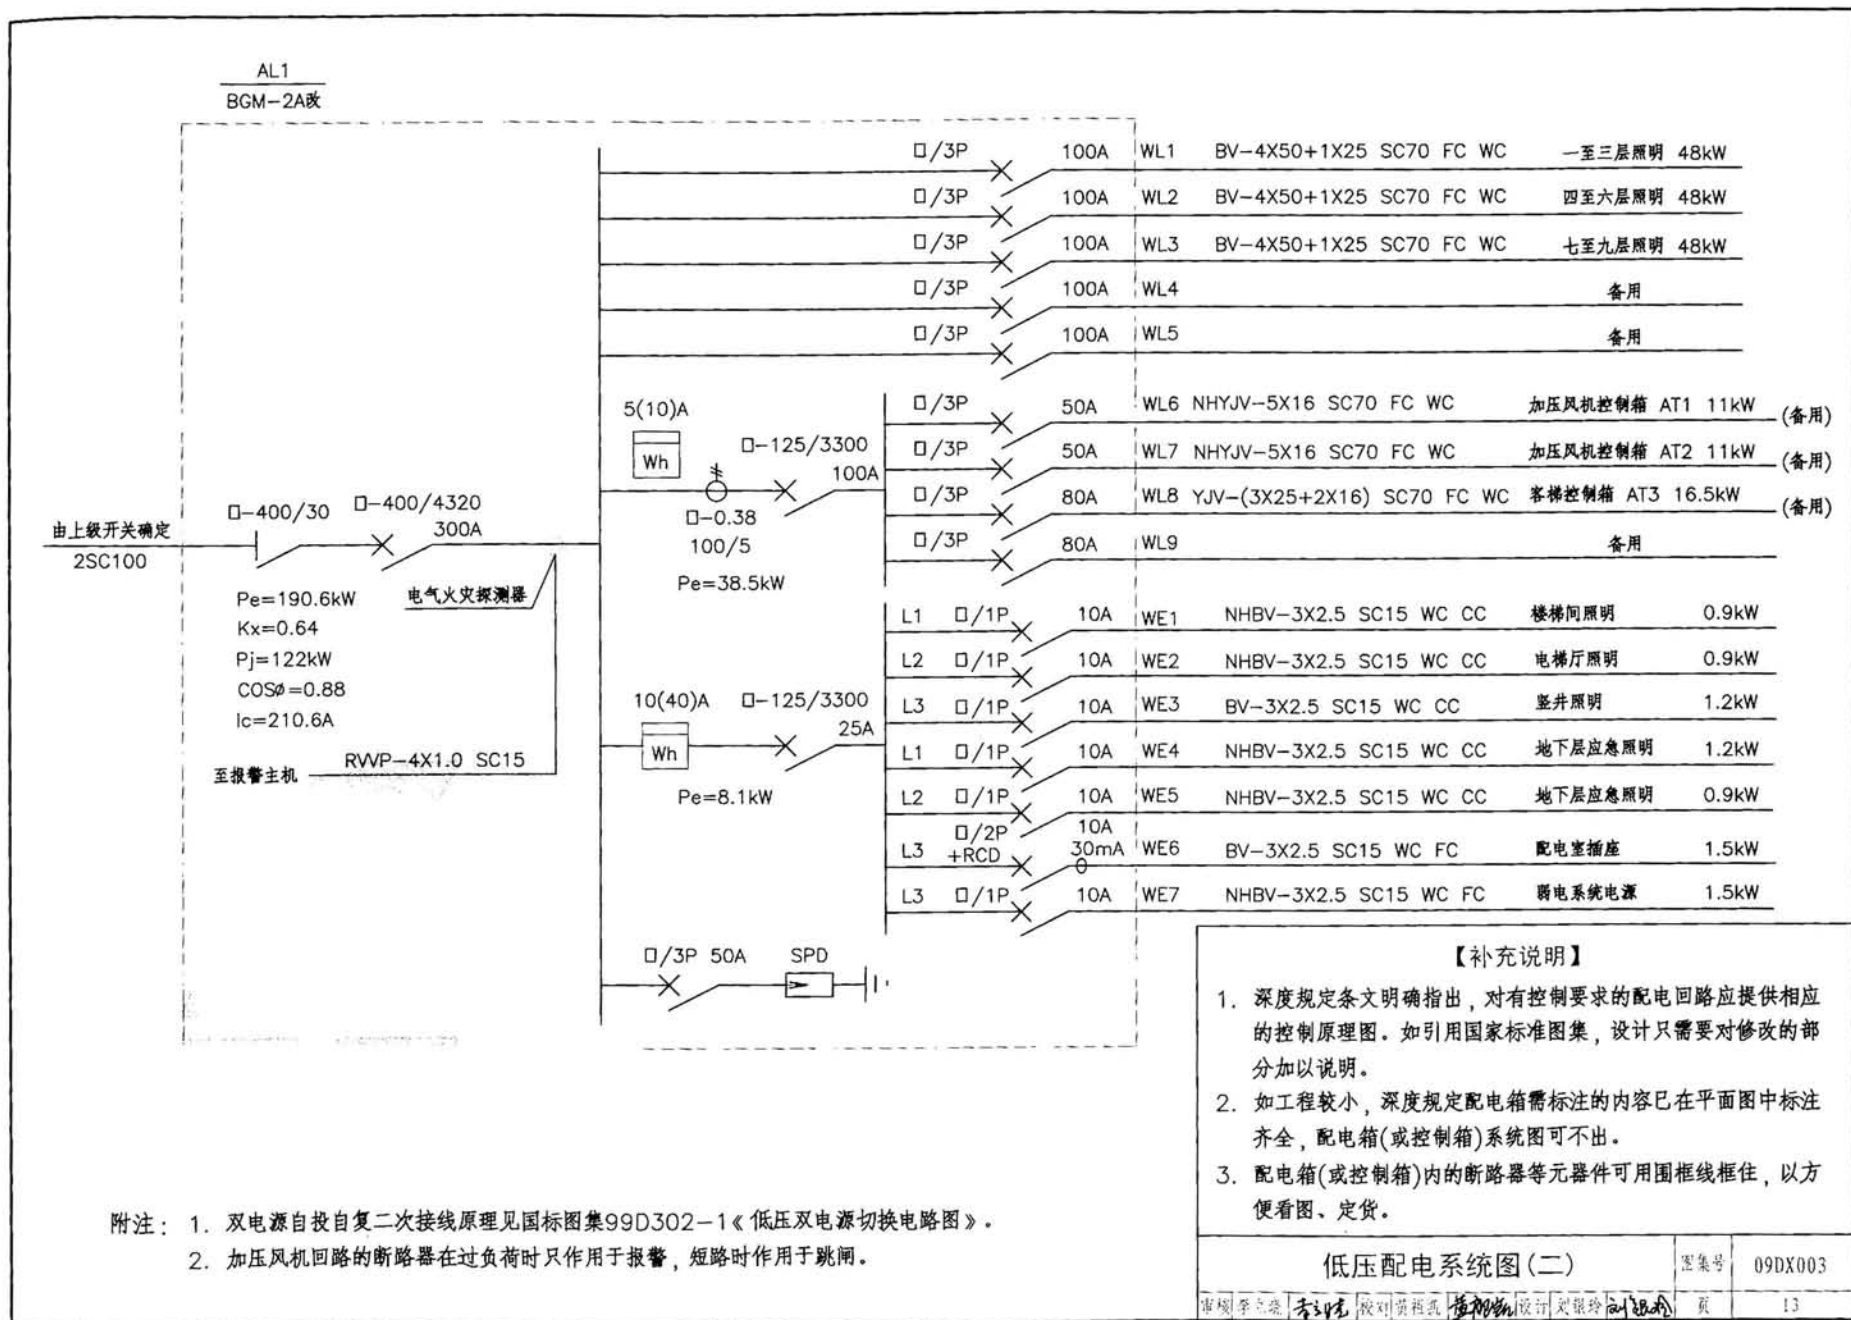 AL1
BGM-2A改
□/3P 100A WL1 BV-4X50+1X25 SC70 FC WC 一至三层照明 48kW
□/3P 100A WL2 BV-4X50+1X25 SC70 FC WC 四至六层照明 48kW
□/3P 100A WL3 BV-4X50+1X25 SC70 FC WC 七至九层照明 48kW
□/3P 100A WL4 备用
□/3P 100A WL5 备用
5(10)A
Wh
□-125/3300
100A
□-0.38
100/5
Pe=38.5kW
□/3P 50A WL6 NHYJV-5X16 SC70 FC WC 加压风机控制箱 AT1 11kW (备用)
□/3P 50A WL7 NHYJV-5X16 SC70 FC WC 加压风机控制箱 AT2 11kW (备用)
□/3P 80A WL8 YJV-(3X25+2X16) SC70 FC WC 客梯控制箱 AT3 16.5kW (备用)
□/3P 80A WL9 备用
由上级开关确定
2SC100
□-400/30 □-400/4320
300A
Pe=190.6kW
Kx=0.64
Pj=122kW
COSø=0.88
Ic=210.6A
电气火灾探测器
至报警主机 RVVP-4X1.0 SC15
10(40)A □-125/3300
Wh 25A
Pe=8.1kW
L1 □/1P 10A WE1 NHBV-3X2.5 SC15 WC CC 楼梯间照明 0.9kW
L2 □/1P 10A WE2 NHBV-3X2.5 SC15 WC CC 电梯厅照明 0.9kW
L3 □/1P 10A WE3 BV-3X2.5 SC15 WC CC 竖井照明 1.2kW
L1 □/1P 10A WE4 NHBV-3X2.5 SC15 WC CC 地下层应急照明 1.2kW
L2 □/1P 10A WE5 NHBV-3X2.5 SC15 WC CC 地下层应急照明 0.9kW
□/2P 10A
L3 +RCD 30mA WE6 BV-3X2.5 SC15 WC FC 配电室插座 1.5kW
L3 □/1P 10A WE7 NHBV-3X2.5 SC15 WC FC 弱电系统电源 1.5kW
□/3P 50A SPD
【补充说明】
1. 深度规定条文明确指出，对有控制要求的配电回路应提供相应
的控制原理图。如引用国家标准图集，设计只需要对修改的部
分加以说明。
2. 如工程较小，深度规定配电箱需标注的内容已在平面图中标注
齐全，配电箱(或控制箱)系统图可不出。
3. 配电箱(或控制箱)内的断路器等元器件可用围框线框住，以方
便看图、定货。
附注： 1. 双电源自投自复二次接线原理见国标图集99D302-1《低压双电源切换电路图》。
2. 加压风机回路的断路器在过负荷时只作用于报警，短路时作用于跳闸。
低压配电系统图(二) 图集号 09DX003
审核 校对 设计 刘银玲 页 13